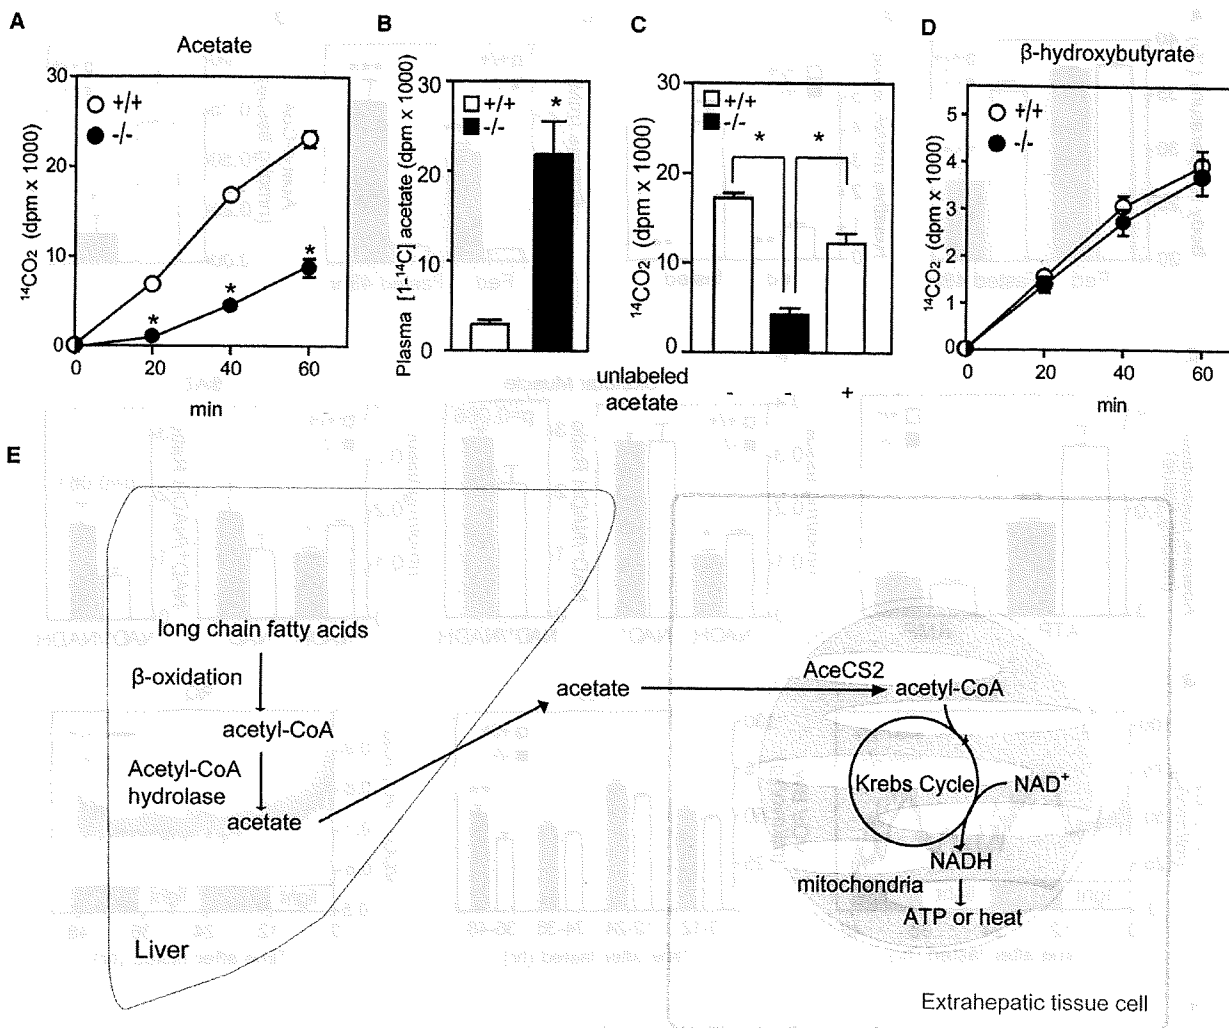 A
Acetate
30
20
10
0
¹⁴CO₂ (dpm x 1000)
+/+
-/-
*
*
*
0 20 40 60
min
B
30
20
10
0
Plasma [1-¹⁴C] acetate (dpm x 1000)
+/+
-/-
*
C
30
20
10
0
¹⁴CO₂ (dpm x 1000)
+/+
-/-
* *
unlabeled
acetate - - +
D
β-hydroxybutyrate
5
4
3
2
1
0
¹⁴CO₂ (dpm x 1000)
+/+
-/-
0 20 40 60
min
E
long chain fatty acids
β-oxidation
acetyl-CoA
Acetyl-CoA
hydrolase
acetate
Liver
acetate
AceCS2
acetyl-CoA
Krebs Cycle
NAD⁺
NADH
mitochondria
ATP or heat
Extrahepatic tissue cell